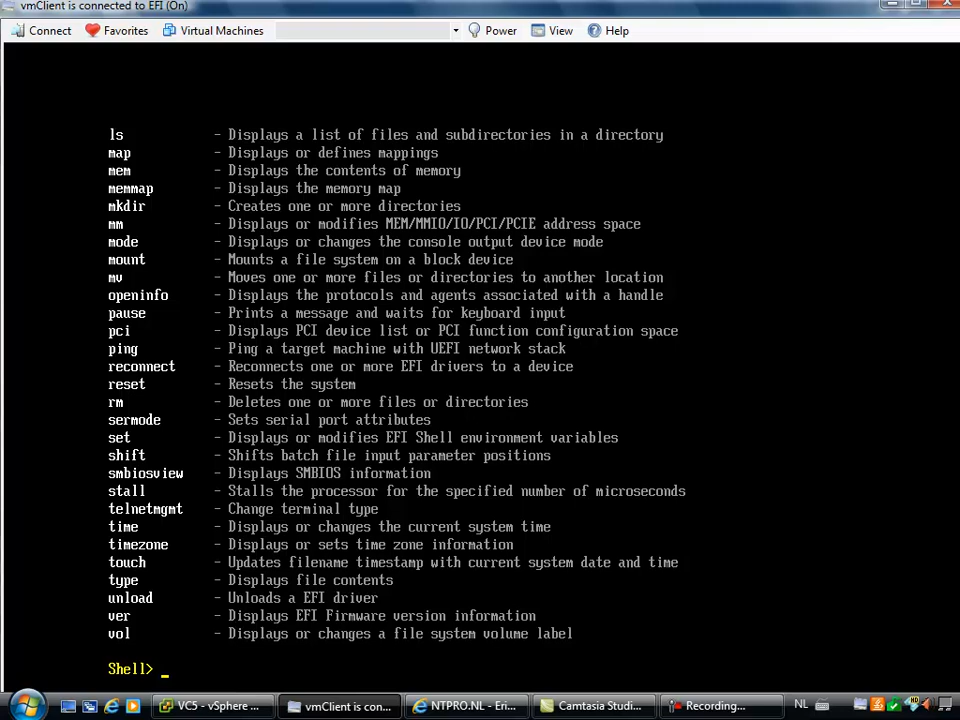 vmClient is connected to EFI (On)
Connect Favorites Virtual Machines Power View Help
ls - Displays a list of files and subdirectories in a directory
map - Displays or defines mappings
mem - Displays the contents of memory
memmap - Displays the memory map
mkdir - Creates one or more directories
mm - Displays or modifies MEM/MMIO/IO/PCI/PCIE address space
mode - Displays or changes the console output device mode
mount - Mounts a file system on a block device
mv - Moves one or more files or directories to another location
openinfo - Displays the protocols and agents associated with a handle
pause - Prints a message and waits for keyboard input
pci - Displays PCI device list or PCI function configuration space
ping - Ping a target machine with UEFI network stack
reconnect - Reconnects one or more EFI drivers to a device
reset - Resets the system
rm - Deletes one or more files or directories
sermode - Sets serial port attributes
set - Displays or modifies EFI Shell environment variables
shift - Shifts batch file input parameter positions
smbiosview - Displays SMBIOS information
stall - Stalls the processor for the specified number of microseconds
telnetmgmt - Change terminal type
time - Displays or changes the current system time
timezone - Displays or sets time zone information
touch - Updates filename timestamp with current system date and time
type - Displays file contents
unload - Unloads a EFI driver
ver - Displays EFI Firmware version information
vol - Displays or changes a file system volume label
Shell> _
VC5 - vSphere ... vmClient is con... NTPRO.NL - Eri... Camtasia Studi... Recording... NL